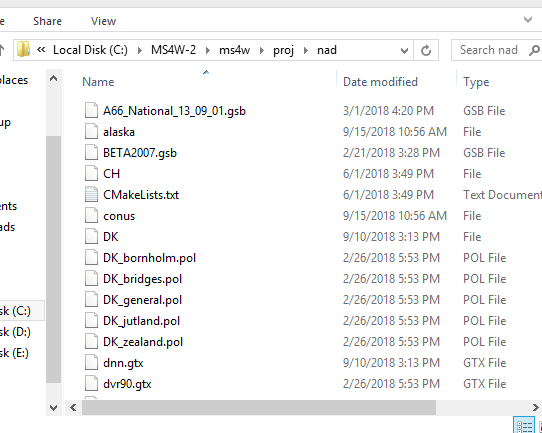 le Share View
« Local Disk (C:) > MS4W-2 > ms4w > proj > nad Search nad
places
Name Date modified Type
A66_National_13_09_01.gsb 3/1/2018 4:20 PM GSB File
alaska 9/15/2018 10:56 AM File
up
BETA2007.gsb 2/21/2018 3:28 PM GSB File
CH 6/1/2018 3:49 PM File
CMakeLists.txt 6/1/2018 3:49 PM Text Document
ents
conus 9/15/2018 10:56 AM File
ads
DK 9/10/2018 3:13 PM File
DK_bornholm.pol 2/26/2018 5:53 PM POL File
DK_bridges.pol 2/26/2018 5:53 PM POL File
DK_general.pol 2/26/2018 5:53 PM POL File
sk (C:)
DK_jutland.pol 2/26/2018 5:53 PM POL File
sk (D:)
DK_zealand.pol 2/26/2018 5:53 PM POL File
sk (E:)
dnn.gtx 9/10/2018 3:13 PM GTX File
dvr90.gtx 2/26/2018 5:53 PM GTX File